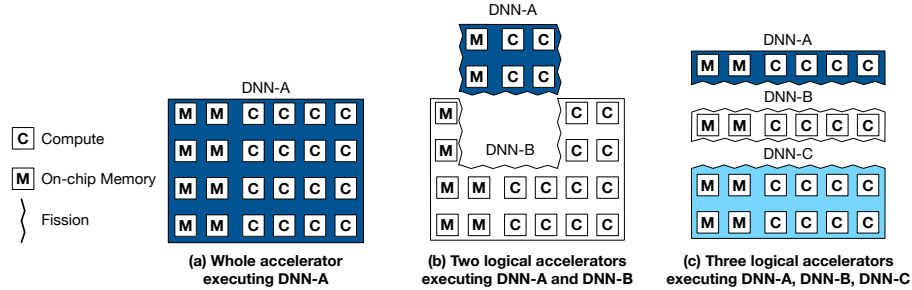 C Compute
M On-chip Memory
Fission
DNN-A
M M C C C C
M M C C C C
M M C C C C
M M C C C C
(a) Whole accelerator
executing DNN-A
DNN-A
M C C
M C C
M C C
M C C
DNN-B
M M C C C C
M M C C C C
(b) Two logical accelerators
executing DNN-A and DNN-B
DNN-A
M M C C C C
DNN-B
M M C C C C
DNN-C
M M C C C C
M M C C C C
(c) Three logical accelerators
executing DNN-A, DNN-B, DNN-C